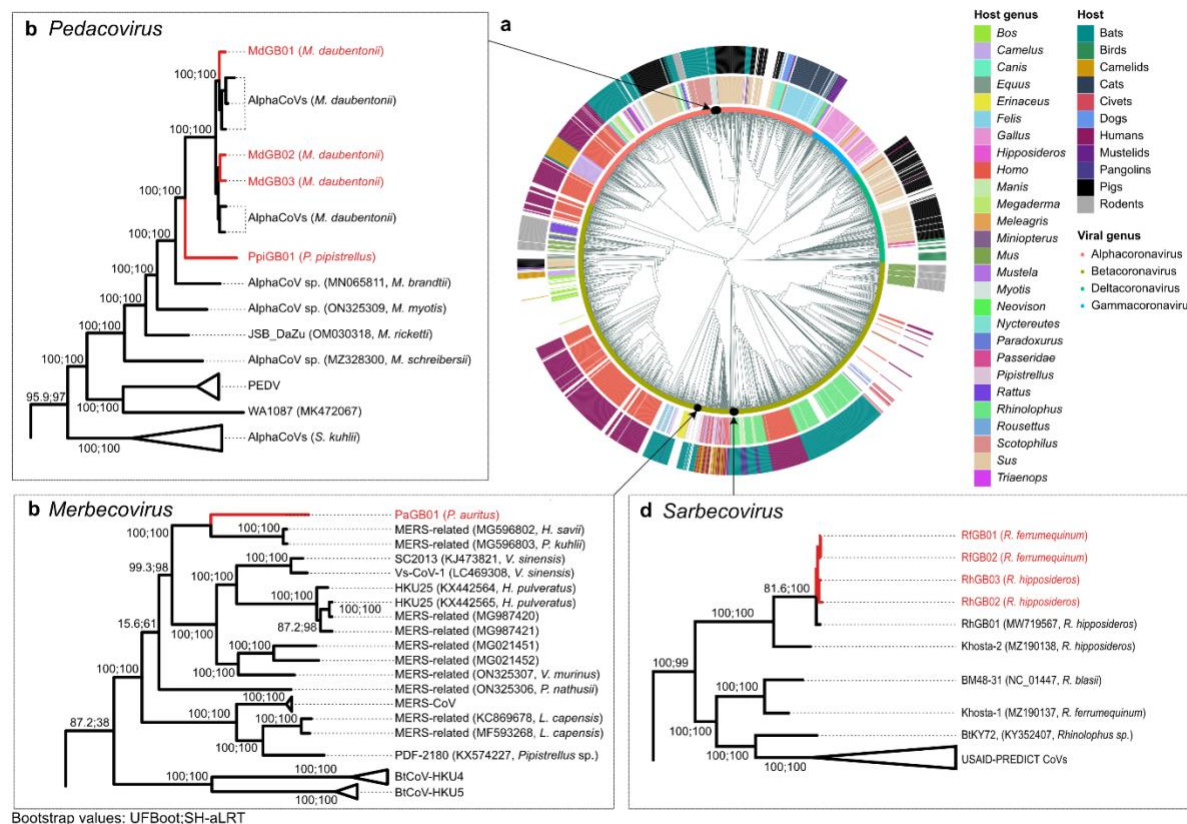 b Pedacovirus
MdGB01 (M. daubentonii)
100;100
AlphaCoVs (M. daubentonii)
100;100
MdGB02 (M. daubentonii)
MdGB03 (M. daubentonii)
100;100
AlphaCoVs (M. daubentonii)
100;100
PpiGB01 (P. pipistrellus)
100;100
AlphaCoV sp. (MN065811, M. brandtii)
100;100
AlphaCoV sp. (ON325309, M. myotis)
100;100
JSB_DaZu (OM030318, M. ricketti)
100;100
AlphaCoV sp. (MZ328300, M. schreibersii)
PEDV
95.9;97
100;100
WA1087 (MK472067)
AlphaCoVs (S. kuhlii)
100;100
a
Host genus
Bos
Camelus
Canis
Equus
Erinaceus
Felis
Gallus
Hipposideros
Homo
Manis
Megaderma
Meleagris
Miniopterus
Mus
Mustela
Myotis
Neovison
Nyctereutes
Paradoxurus
Passeridae
Pipistrellus
Rattus
Rhinolophus
Rousettus
Scotophilus
Sus
Triaenops
Host
Bats
Birds
Camelids
Cats
Civets
Dogs
Humans
Mustelids
Pangolins
Pigs
Rodents
Viral genus
Alphacoronavirus
Betacoronavirus
Deltacoronavirus
Gammacoronaviru
b Merbecovirus
PaGB01 (P. auritus)
100;100
100;100
MERS-related (MG596802, H. savii)
MERS-related (MG596803, P. kuhlii)
100;100
SC2013 (KJ473821, V. sinensis)
99.3;98
Vs-CoV-1 (LC469308, V. sinensis)
100;100
HKU25 (KX442564, H. pulveratus)
HKU25 (KX442565, H. pulveratus)
100;100
MERS-related (MG987420)
15.6;61
87.2;98
MERS-related (MG987421)
100;100
MERS-related (MG021451)
MERS-related (MG021452)
100;100
100;100
MERS-related (ON325307, V. murinus)
MERS-related (ON325306, P. nathusii)
100;100
MERS-CoV
100;100
MERS-related (KC869678, L. capensis)
MERS-related (MF593268, L. capensis)
87.2;38
100;100
PDF-2180 (KX574227, Pipistrellus sp.)
100;100
100;100
BtCoV-HKU4
100;100
BtCoV-HKU5
d Sarbecovirus
RfGB01 (R. ferrumequinum)
RfGB02 (R. ferrumequinum)
RhGB03 (R. hipposideros)
81.6;100
RhGB02 (R. hipposideros)
100;100
RhGB01 (MW719567, R. hipposideros)
Khosta-2 (MZ190138, R. hipposideros)
100;99
BM48-31 (NC_01447, R. blasii)
100;100
Khosta-1 (MZ190137, R. ferrumequinum)
100;100
BtKY72, (KY352407, Rhinolophus sp.)
100;100
USAID-PREDICT CoVs
Bootstrap values: UFBoot;SH-aLRT